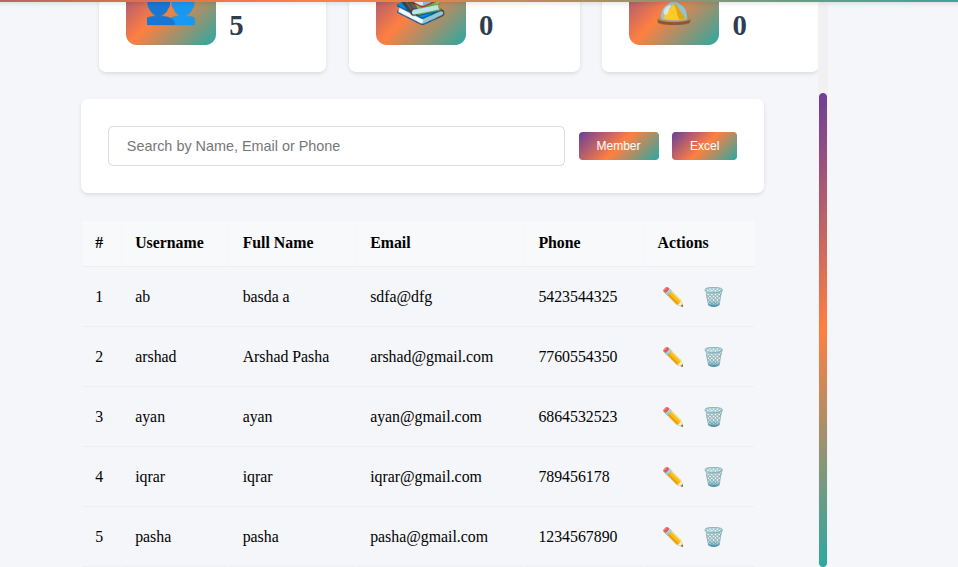 5 0 0
Search by Name, Email or Phone Member Excel
# Username Full Name Email Phone Actions
1 ab basda a sdfa@dfg 5423544325
2 arshad Arshad Pasha arshad@gmail.com 7760554350
3 ayan ayan ayan@gmail.com 6864532523
4 iqrar iqrar iqrar@gmail.com 789456178
5 pasha pasha pasha@gmail.com 1234567890